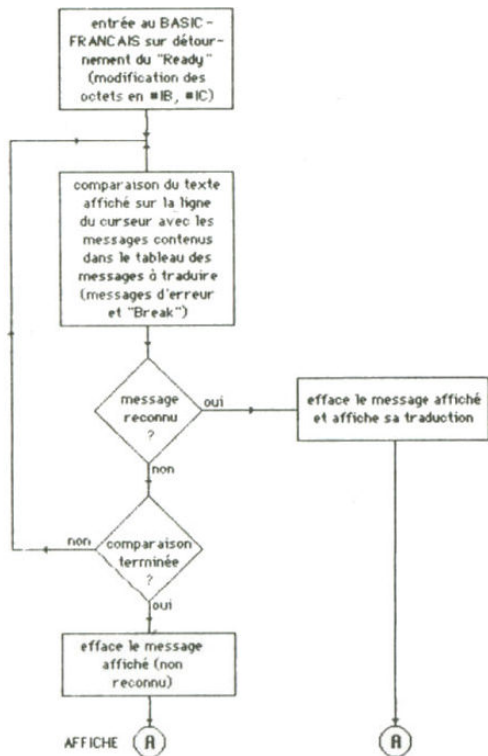 entrée au BASIC -
FRANCAIS sur détour-
nement du "Ready"
(modification des
octets en #1B, #1C)
comparaison du texte
affiché sur la ligne
du curseur avec les
messages contenus
dans le tableau des
messages à traduire
(messages d'erreur
et "Break")
message
reconnu
?
oui
efface le message affiché
et affiche sa traduction
non
non
comparaison
terminée
?
oui
efface le message
affiché (non
reconnu)
AFFICHE A
A